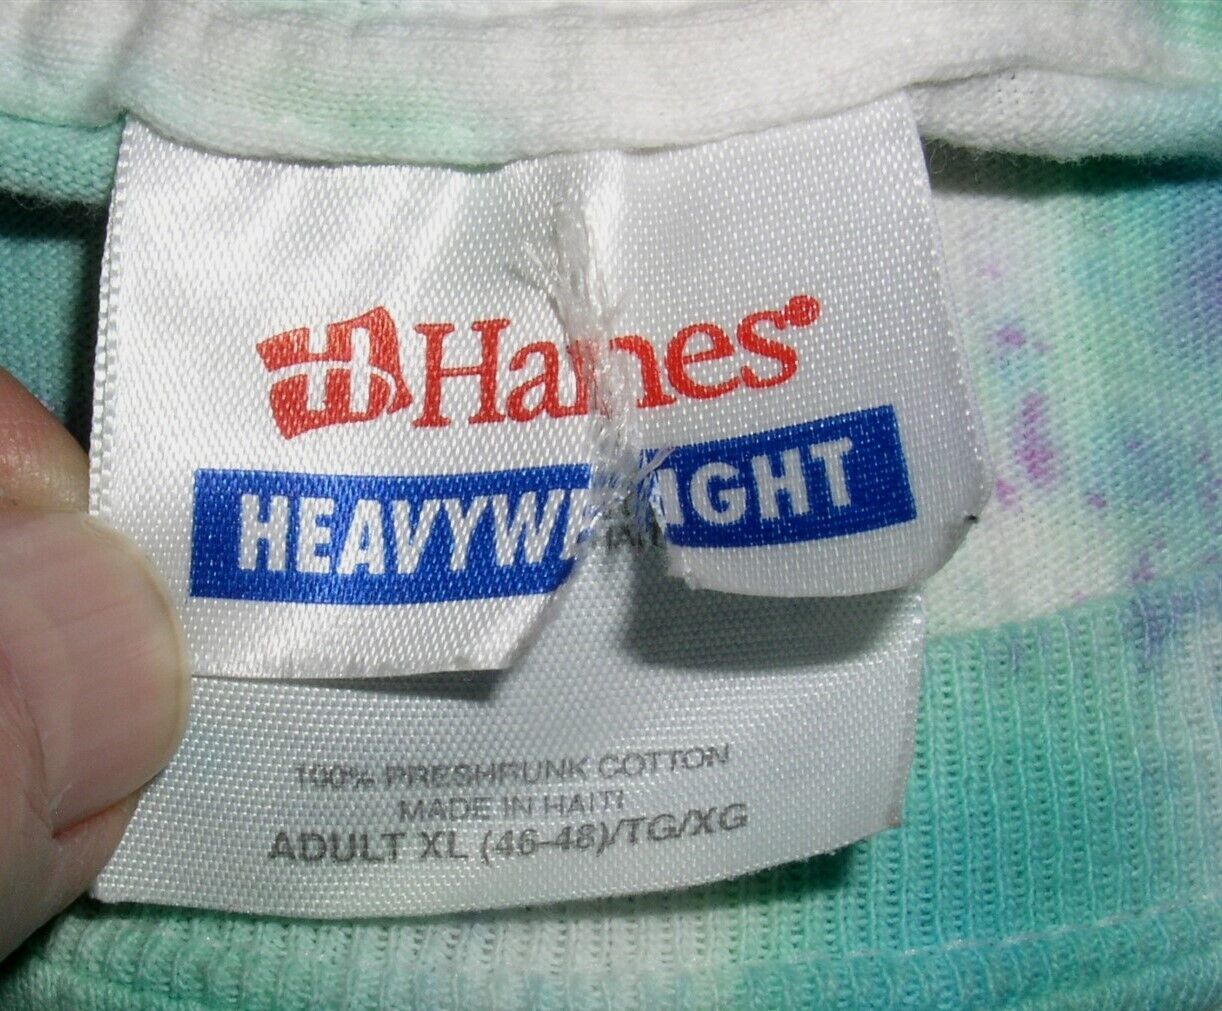 Hanes®
HEAVYWEIGHT
100% PRESHRUNK COTTON
MADE IN HAITI
ADULT XL (46-48)/TG/XG